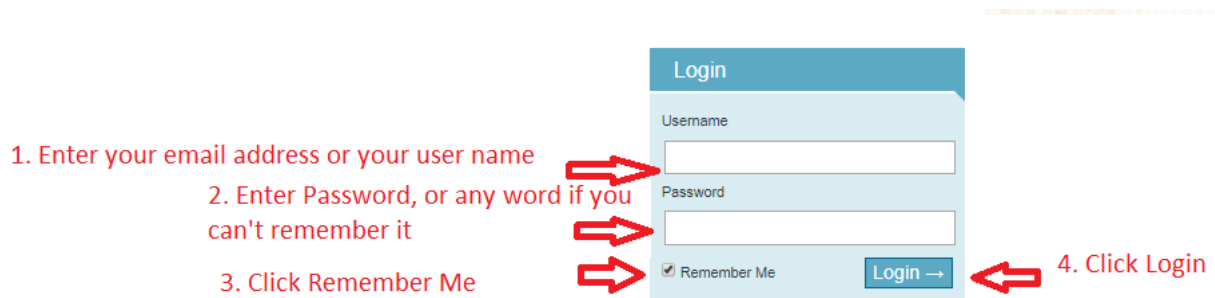 Login
Username
1. Enter your email address or your user name
2. Enter Password, or any word if you
can't remember it
Password
3. Click Remember Me
Remember Me
Login →
4. Click Login